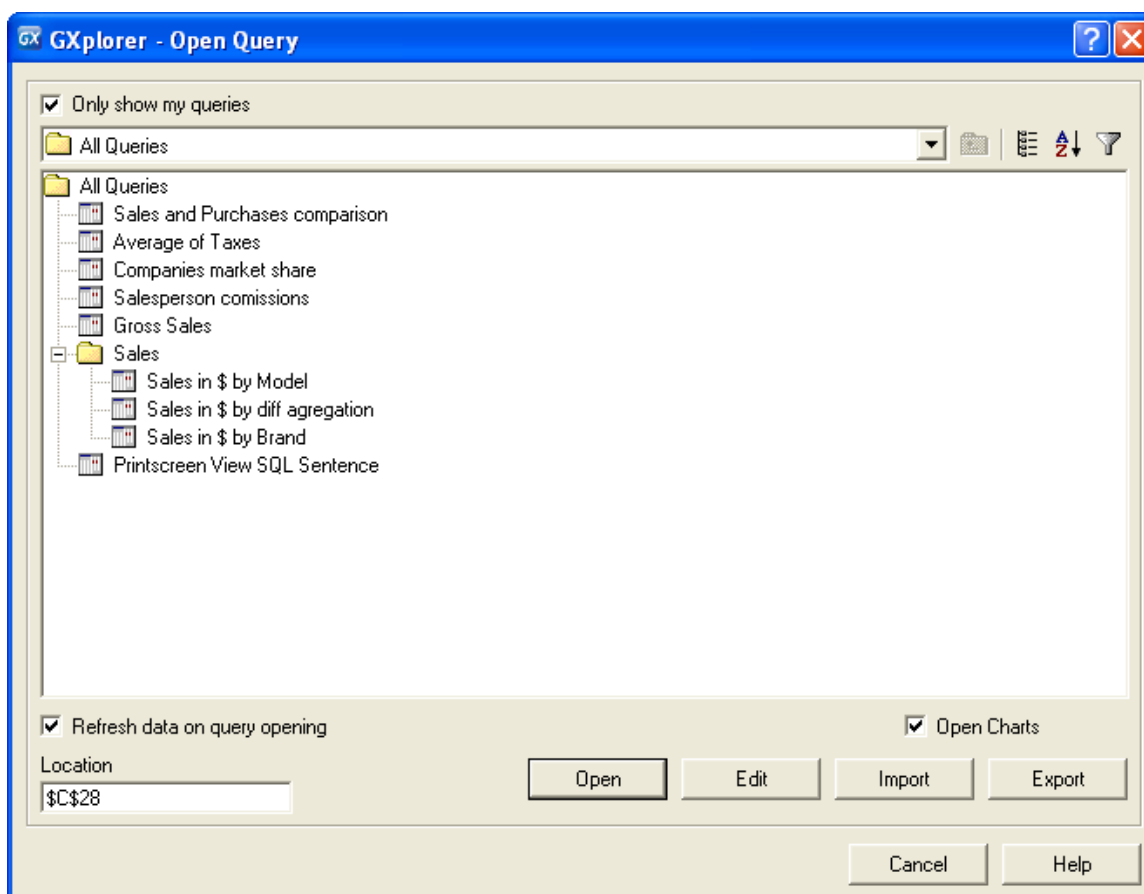 GX GXplorer - Open Query ?
Only show my queries
All Queries
A Z
All Queries
Sales and Purchases comparison
Average of Taxes
Companies market share
Salesperson comissions
Gross Sales
Sales
Sales in $ by Model
Sales in $ by diff agregation
Sales in $ by Brand
Printscreen View SQL Sentence
Refresh data on query opening
Open Charts
Location
$C$28
Open Edit Import Export
Cancel Help